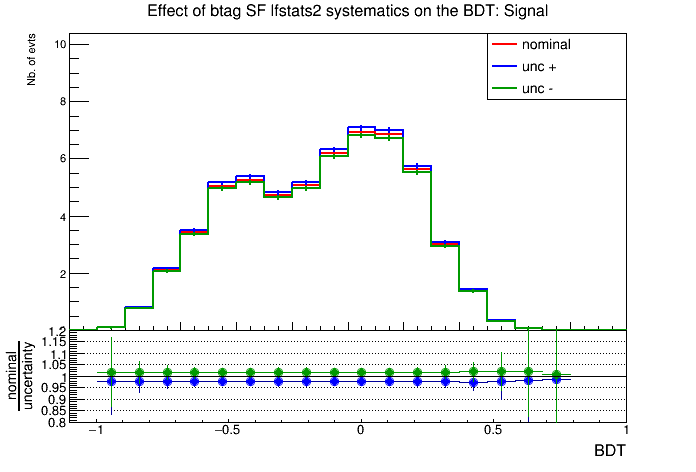 Effect of btag SF lfstats2 systematics on the BDT: Signal
Nb. of evts
10
8
6
4
2
nominal
unc +
unc -
nominal
uncertainty
1.2
1.15
1.1
1.05
1
0.95
0.9
0.85
0.8
−1
−0.5
0
0.5
1
BDT